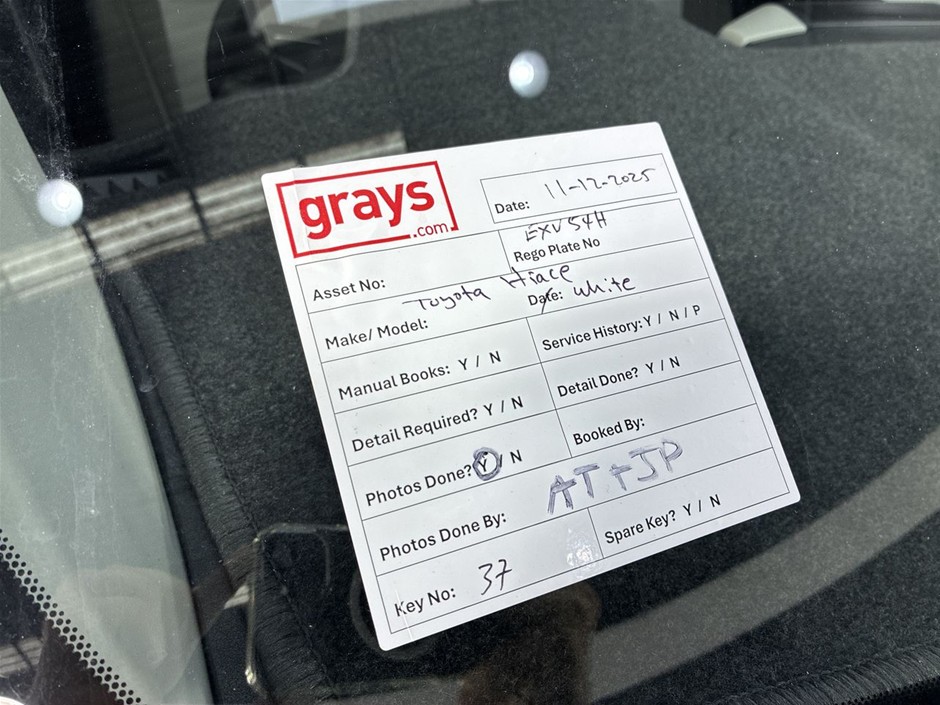 grays
.com
Date: 11-12-2025
Asset No:
EXV54H
Rego Plate No
Make/ Model: Toyota Hiace
Date: White
Manual Books: Y / N
Service History: Y / N / P
Detail Required? Y / N
Detail Done? Y / N
Photos Done? Y / N
Booked By:
Photos Done By: AT + JP
Key No: 37
Spare Key? Y / N